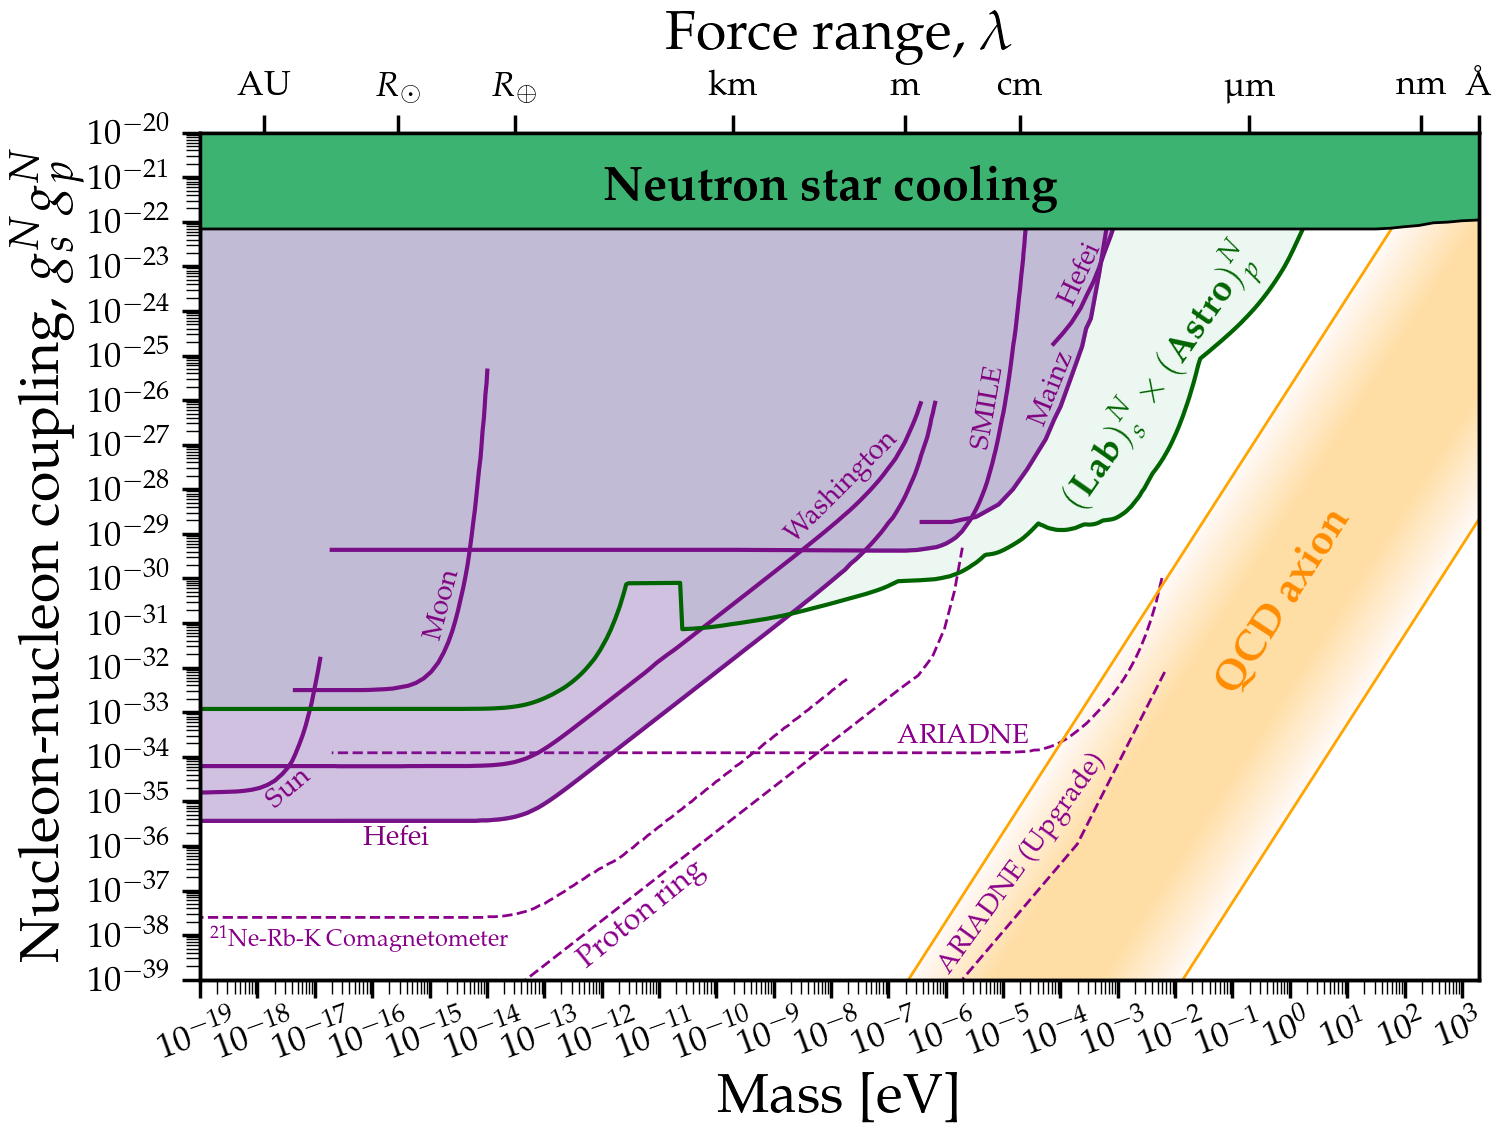 Force range, λ
AU R☉ R⊕ km m cm µm nm Å
Nucleon-nucleon coupling, g_s^N g_p^N
10^−20
10^−21
10^−22
10^−23
10^−24
10^−25
10^−26
10^−27
10^−28
10^−29
10^−30
10^−31
10^−32
10^−33
10^−34
10^−35
10^−36
10^−37
10^−38
10^−39
Neutron star cooling
Hefei
(Lab)_s^N × (Astro)_p^N
SMILE
Mainz
Washington
Moon
QCD axion
ARIADNE
Sun
Hefei
ARIADNE (Upgrade)
Proton ring
^21Ne-Rb-K Comagnetometer
10^−19 10^−18 10^−17 10^−16 10^−15 10^−14 10^−13 10^−12 10^−11 10^−10 10^−9 10^−8 10^−7 10^−6 10^−5 10^−4 10^−3 10^−2 10^−1 10^0 10^1 10^2 10^3
Mass [eV]